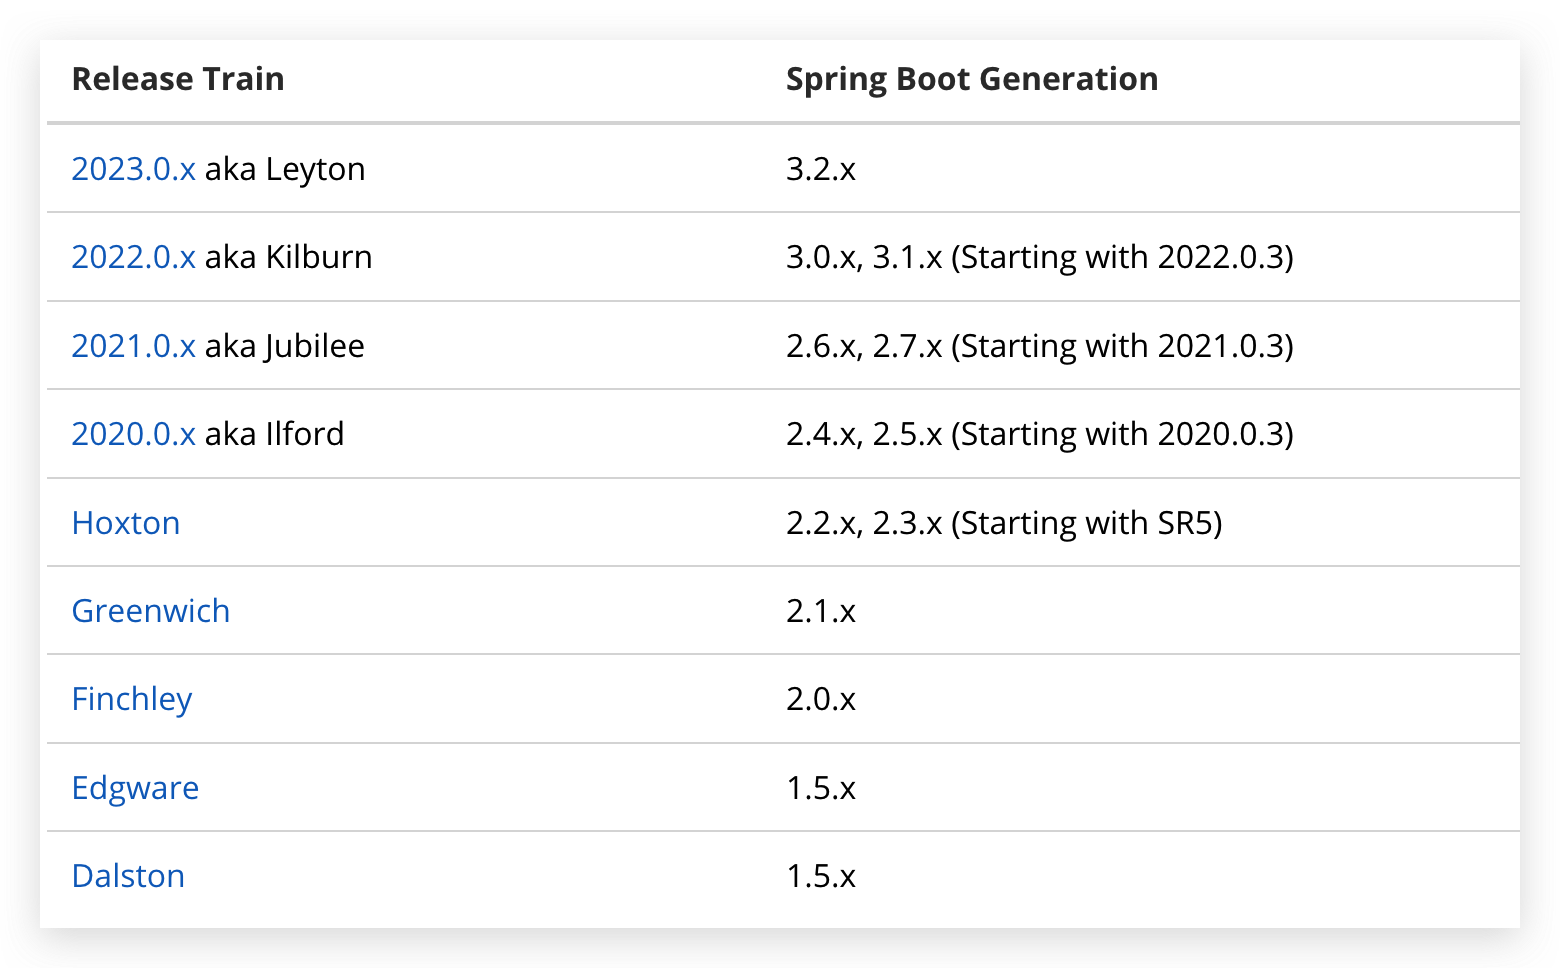 Release Train Spring Boot Generation
2023.0.x aka Leyton 3.2.x
2022.0.x aka Kilburn 3.0.x, 3.1.x (Starting with 2022.0.3)
2021.0.x aka Jubilee 2.6.x, 2.7.x (Starting with 2021.0.3)
2020.0.x aka Ilford 2.4.x, 2.5.x (Starting with 2020.0.3)
Hoxton 2.2.x, 2.3.x (Starting with SR5)
Greenwich 2.1.x
Finchley 2.0.x
Edgware 1.5.x
Dalston 1.5.x